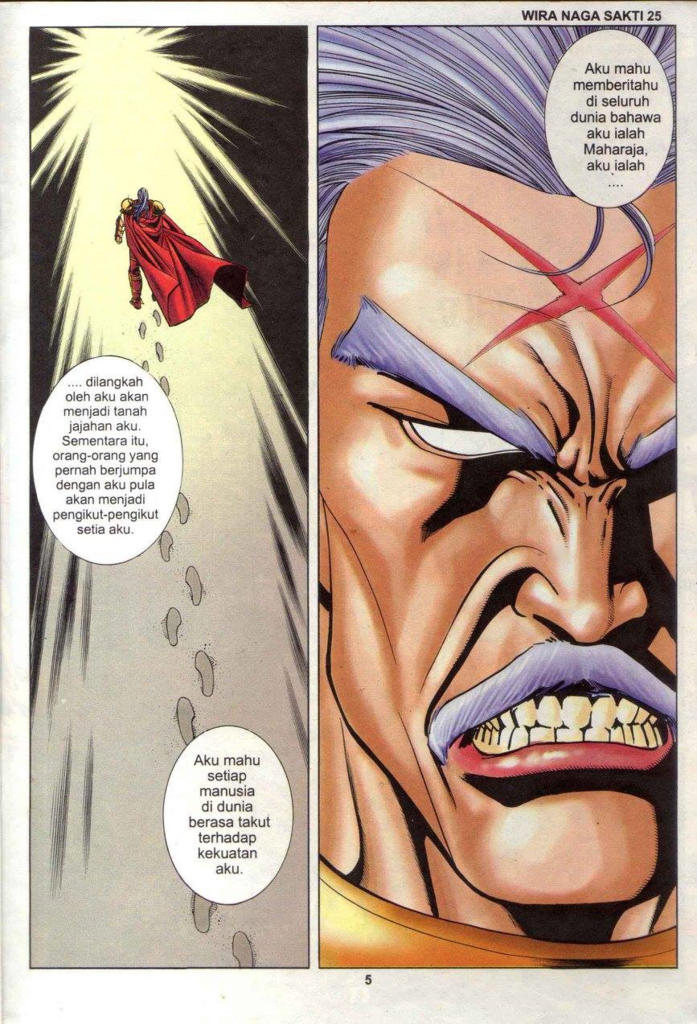 WIRA NAGA SAKTI 25
.... dilangkah
oleh aku akan
menjadi tanah
jajahan aku.
Sementara itu,
orang-orang yang
pernah berjumpa
dengan aku pula
akan menjadi
pengikut-pengikut
setia aku.
Aku mahu
setiap
manusia
di dunia
berasa takut
terhadap
kekuatan
aku.
Aku mahu
memberitahu
di seluruh
dunia bahawa
aku ialah
Maharaja,
aku ialah
....
5